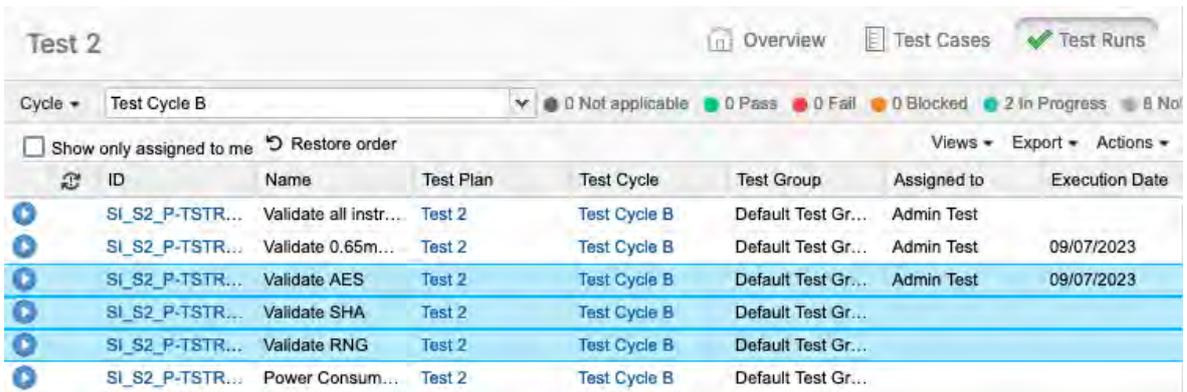 Test 2 Overview Test Cases Test Runs
Cycle Test Cycle B 0 Not applicable 0 Pass 0 Fail 0 Blocked 2 In Progress 8 No
Show only assigned to me Restore order Views Export Actions
ID Name Test Plan Test Cycle Test Group Assigned to Execution Date
SI_S2_P-TSTR... Validate all instr... Test 2 Test Cycle B Default Test Gr... Admin Test
SI_S2_P-TSTR... Validate 0.65m... Test 2 Test Cycle B Default Test Gr... Admin Test 09/07/2023
SI_S2_P-TSTR... Validate AES Test 2 Test Cycle B Default Test Gr... Admin Test 09/07/2023
SI_S2_P-TSTR... Validate SHA Test 2 Test Cycle B Default Test Gr...
SI_S2_P-TSTR... Validate RNG Test 2 Test Cycle B Default Test Gr...
SI_S2_P-TSTR... Power Consum... Test 2 Test Cycle B Default Test Gr...